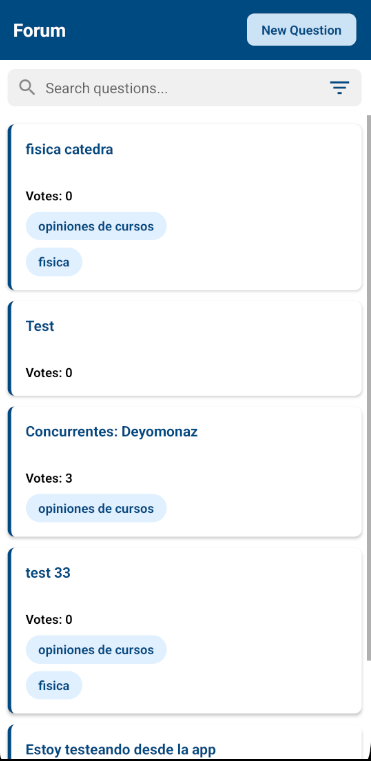 Forum
New Question
Search questions...
fisica catedra
Votes: 0
opiniones de cursos
fisica
Test
Votes: 0
Concurrentes: Deyomonaz
Votes: 3
opiniones de cursos
test 33
Votes: 0
opiniones de cursos
fisica
Estoy testeando desde la app